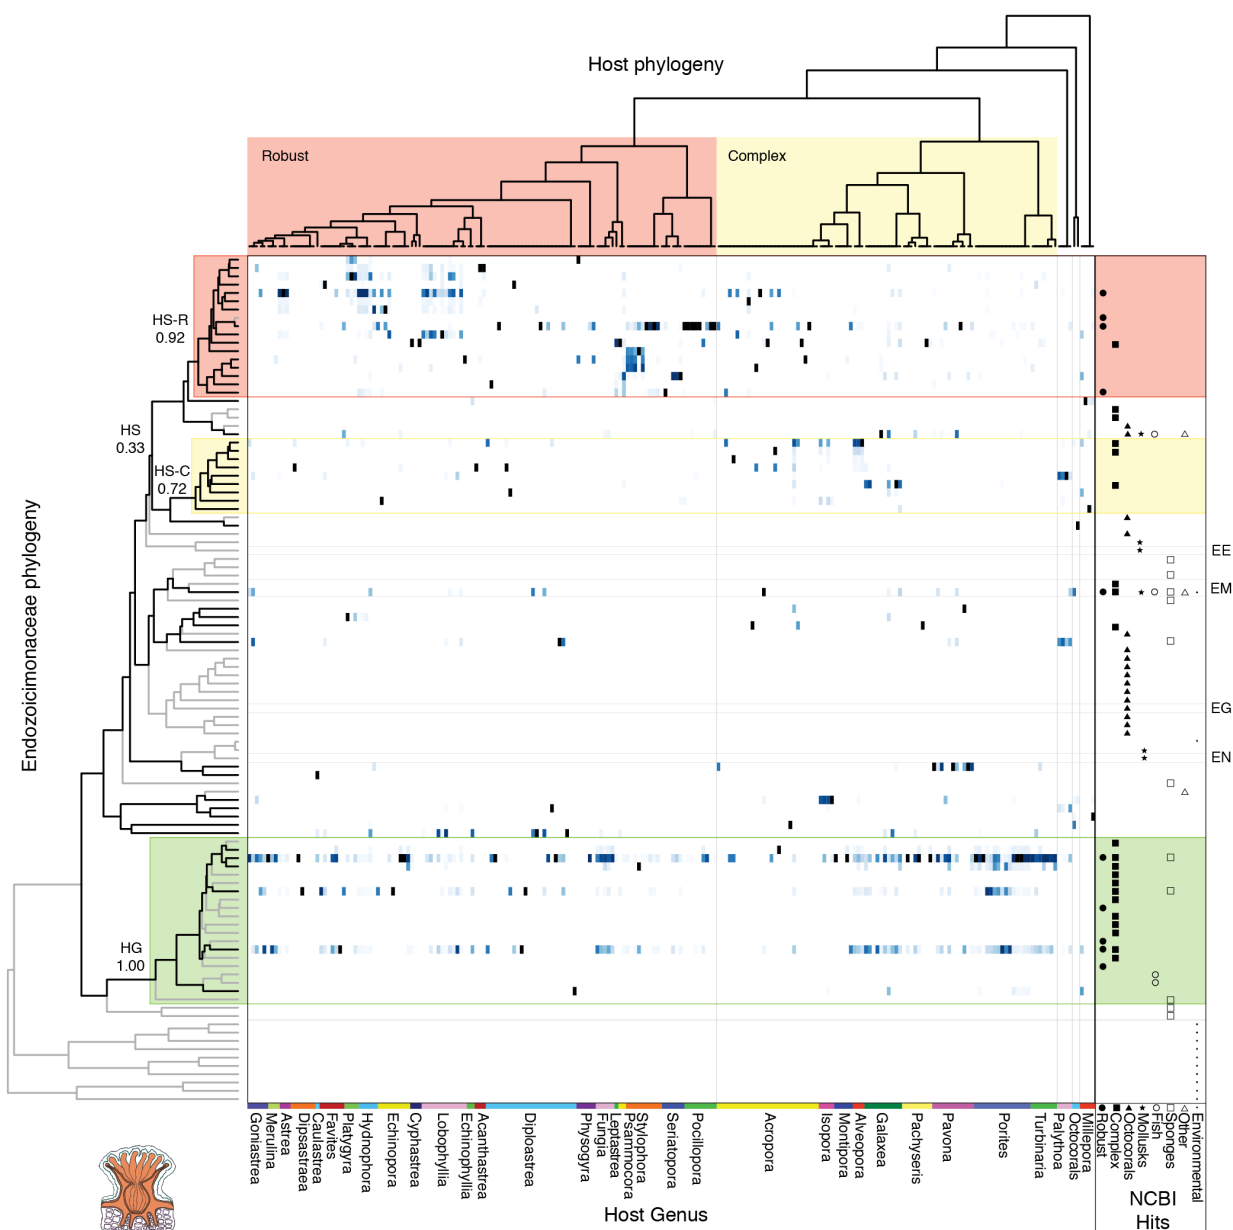 Host phylogeny
Robust
Complex
HS-R
0.92
HS
0.33
HS-C
0.72
Endozoicimonaceae phylogeny
EE
EM
EG
EN
HG
1.00
Goniastrea
Merulina
Astrea
Dipsastraea
Caulastrea
Favites
Platygyra
Hydnophora
Echinopora
Cyphastrea
Lobophyllia
Echinophyllia
Acanthastrea
Diploastrea
Physogyra
Fungia
Leptastrea
Psammocora
Stylophora
Seriatopora
Pocillopora
Acropora
Isopora
Montipora
Alveopora
Galaxea
Pachyseris
Pavona
Porites
Turbinaria
Palythoa
Octocorals
Millepora
Robust
Complex
Octocorals
Mollusks
Fish
Sponges
Other
Environmental
Host Genus
NCBI
Hits